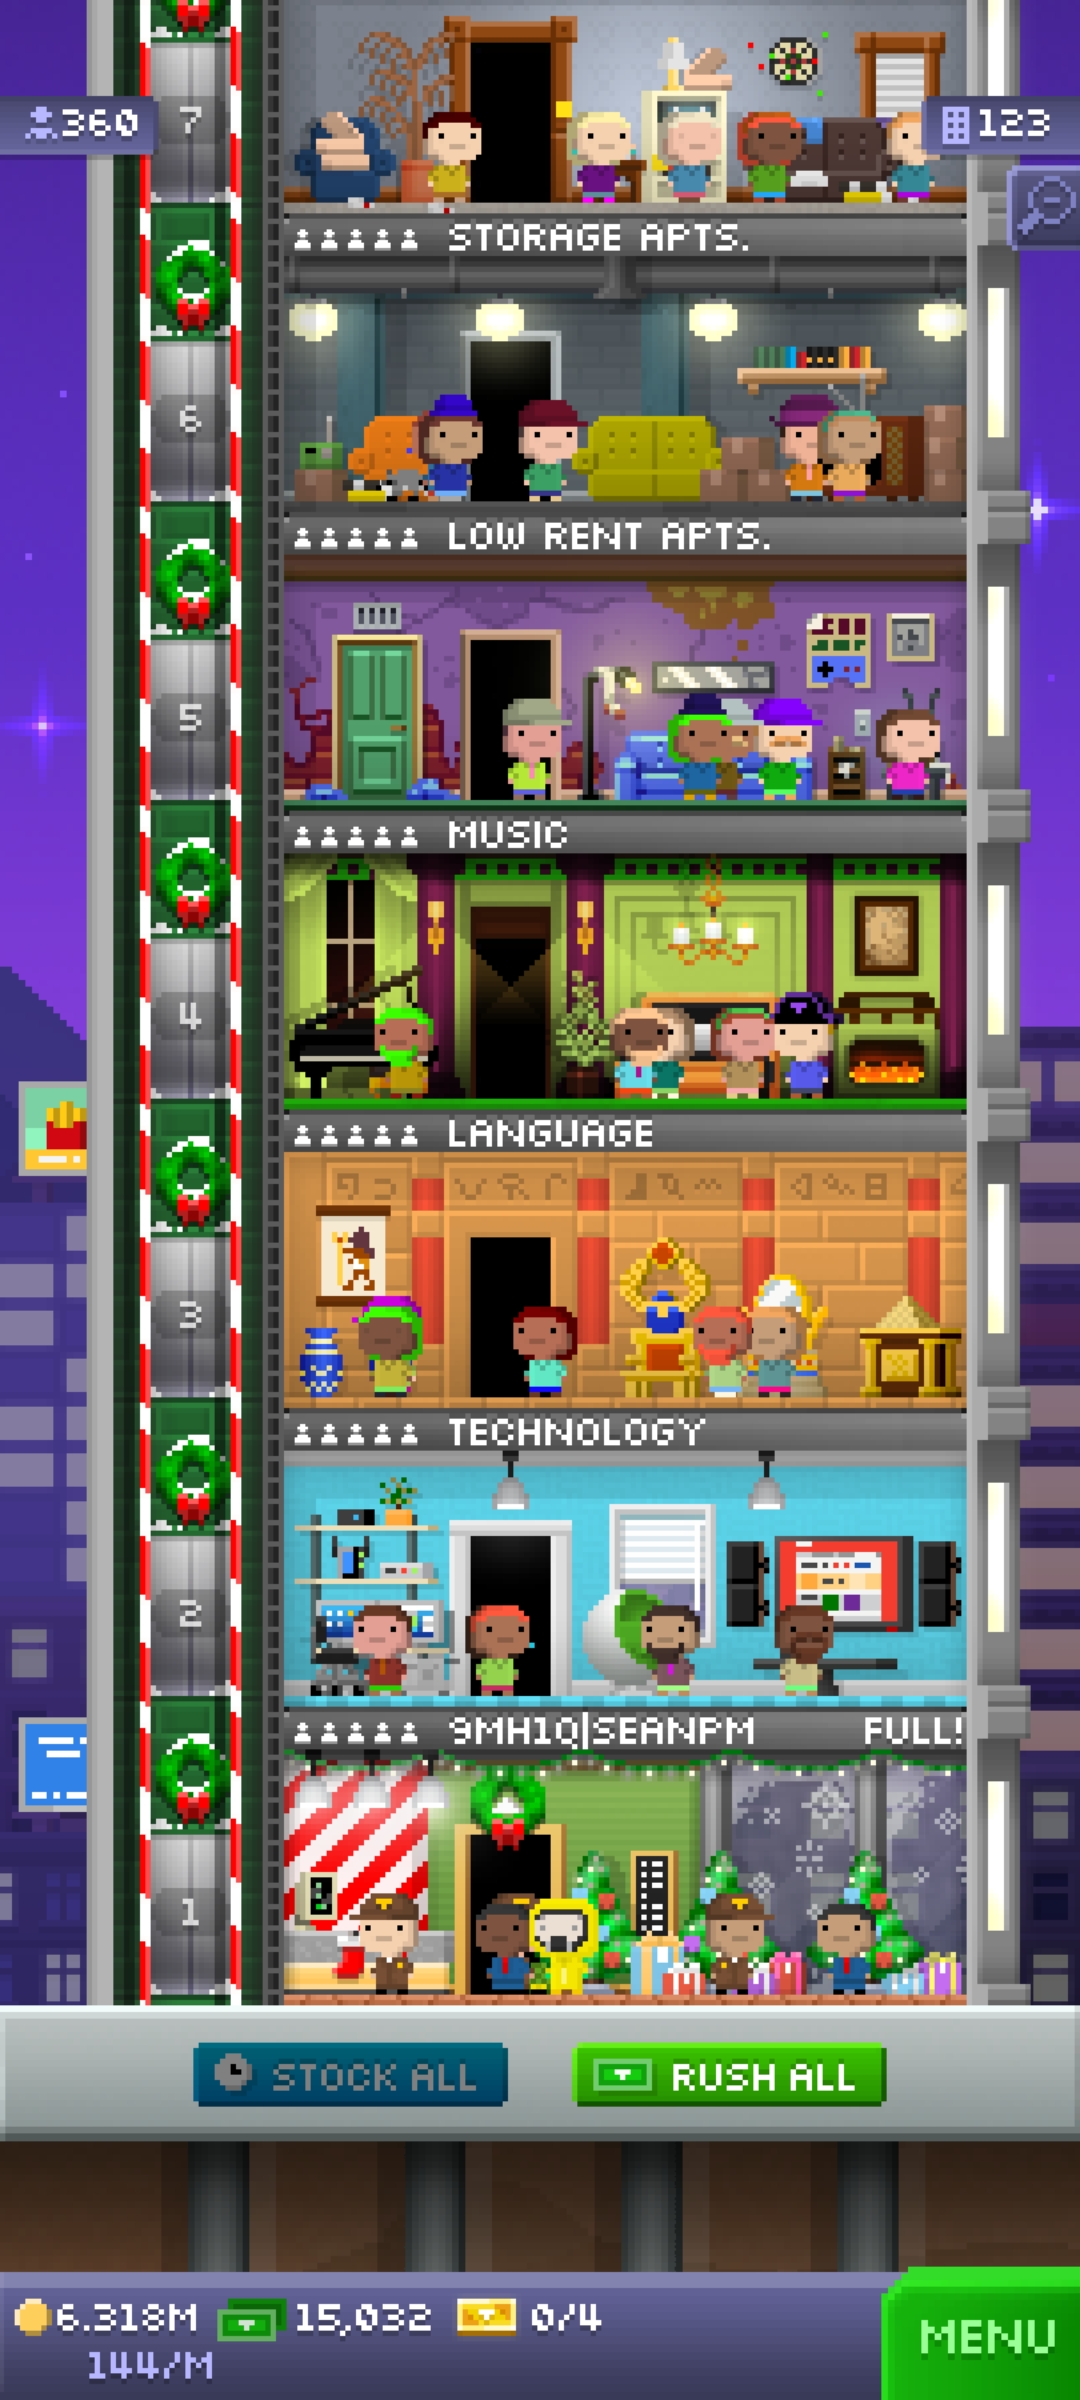 7
360
123
STORAGE APTS.
6
LOW RENT APTS.
5
MUSIC
4
LANGUAGE
3
TECHNOLOGY
2
9MH1Q|SEANPM FULL!
1
STOCK ALL
RUSH ALL
6.318M 15,032 0/4
144/M
MENU